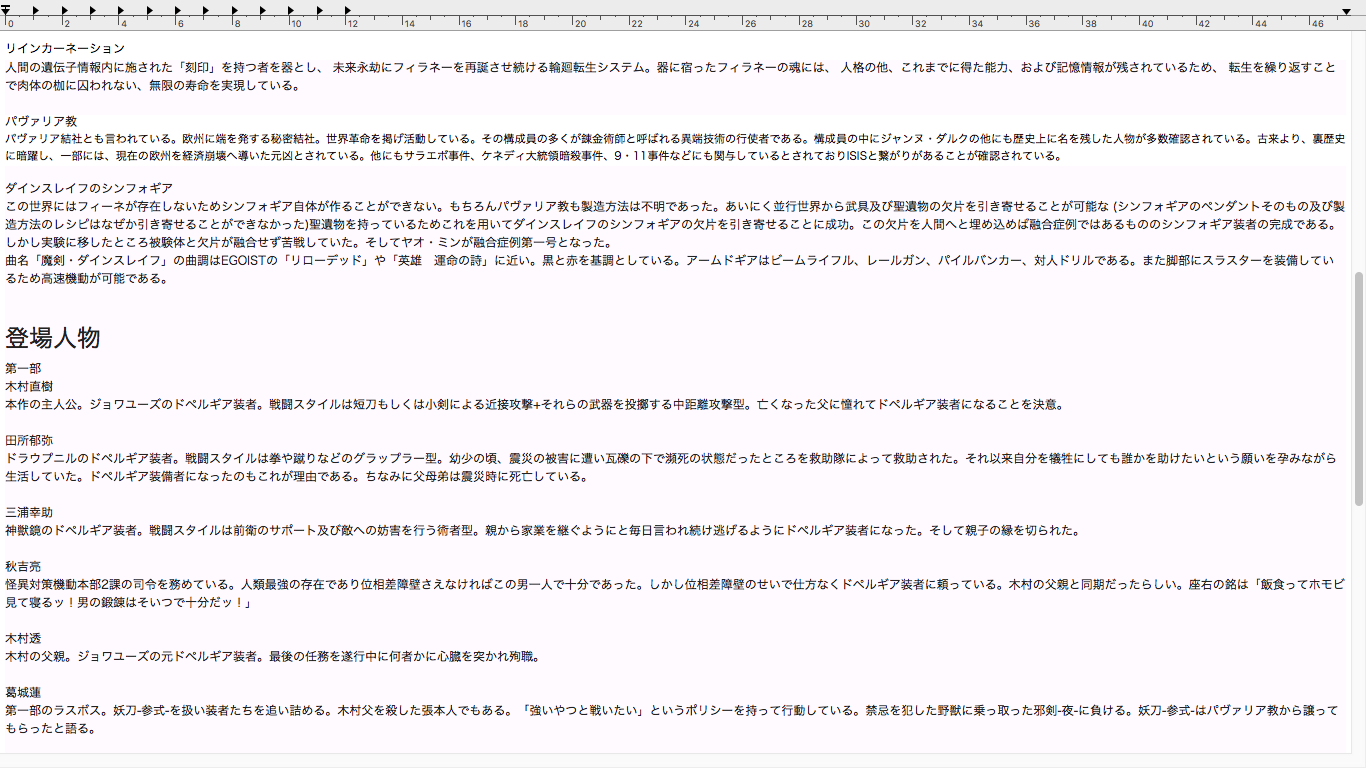 0 2 4 6 8 10 12 14 16 18 20 22 24 26 28 30 32 34 36 38 40 42 44 46
リインカーネーション
人間の遺伝子情報内に施された「刻印」を持つ者を器とし、 未来永劫にフィラネーを再誕させ続ける輪廻転生システム。器に宿ったフィラネーの魂には、 人格の他、これまでに得た能力、および記憶情報が残されているため、 転生を繰り返すこと
で肉体の枷に囚われない、無限の寿命を実現している。
パヴァリア教
パヴァリア結社とも言われている。欧州に端を発する秘密結社。世界革命を掲げ活動している。その構成員の多くが錬金術師と呼ばれる異端技術の行使者である。構成員の中にジャンヌ・ダルクの他にも歴史上に名を残した人物が多数確認されている。古来より、裏歴史
に暗躍し、一部には、現在の欧州を経済崩壊へ導いた元凶とされている。他にもサラエボ事件、ケネディ大統領暗殺事件、9・11事件などにも関与しているとされておりISISと繋がりがあることが確認されている。
ダインスレイフのシンフォギア
この世界にはフィーネが存在しないためシンフォギア自体が作ることができない。もちろんパヴァリア教も製造方法は不明であった。あいにく並行世界から武具及び聖遺物の欠片を引き寄せることが可能な (シンフォギアのペンダントそのもの及び製
造方法のレシピはなぜか引き寄せることができなかった)聖遺物を持っているためこれを用いてダインスレイフのシンフォギアの欠片を引き寄せることに成功。この欠片を人間へと埋め込めば融合症例ではあるもののシンフォギア装者の完成である。
しかし実験に移したところ被験体と欠片が融合せず苦戦していた。そしてヤオ・ミンが融合症例第一号となった。
曲名「魔剣・ダインスレイフ」の曲調はEGOISTの「リローデッド」や「英雄　運命の詩」に近い。黒と赤を基調としている。アームドギアはビームライフル、レールガン、パイルバンカー、対人ドリルである。また脚部にスラスターを装備してい
るため高速機動が可能である。
登場人物
第一部
木村直樹
本作の主人公。ジョワユーズのドペルギア装者。戦闘スタイルは短刀もしくは小剣による近接攻撃+それらの武器を投擲する中距離攻撃型。亡くなった父に憧れてドペルギア装者になることを決意。
田所郁弥
ドラウプニルのドペルギア装者。戦闘スタイルは拳や蹴りなどのグラップラー型。幼少の頃、震災の被害に遭い瓦礫の下で瀕死の状態だったところを救助隊によって救助された。それ以来自分を犠牲にしても誰かを助けたいという願いを孕みながら
生活していた。ドペルギア装備者になったのもこれが理由である。ちなみに父母弟は震災時に死亡している。
三浦幸助
神獣鏡のドペルギア装者。戦闘スタイルは前衛のサポート及び敵への妨害を行う術者型。親から家業を継ぐようにと毎日言われ続け逃げるようにドペルギア装者になった。そして親子の縁を切られた。
秋吉亮
怪異対策機動本部2課の司令を務めている。人類最強の存在であり位相差障壁さえなければこの男一人で十分であった。しかし位相差障壁のせいで仕方なくドペルギア装者に頼っている。木村の父親と同期だったらしい。座右の銘は「飯食ってホモビ
見て寝るッ！男の鍛錬はそいつで十分だッ！」
木村透
木村の父親。ジョワユーズの元ドペルギア装者。最後の任務を遂行中に何者かに心臓を突かれ殉職。
葛城蓮
第一部のラスボス。妖刀-参式-を扱い装者たちを追い詰める。木村父を殺した張本人でもある。「強いやつと戦いたい」というポリシーを持って行動している。禁忌を犯した野獣に乗っ取った邪剣-夜-に負ける。妖刀-参式-はパヴァリア教から譲って
もらったと語る。